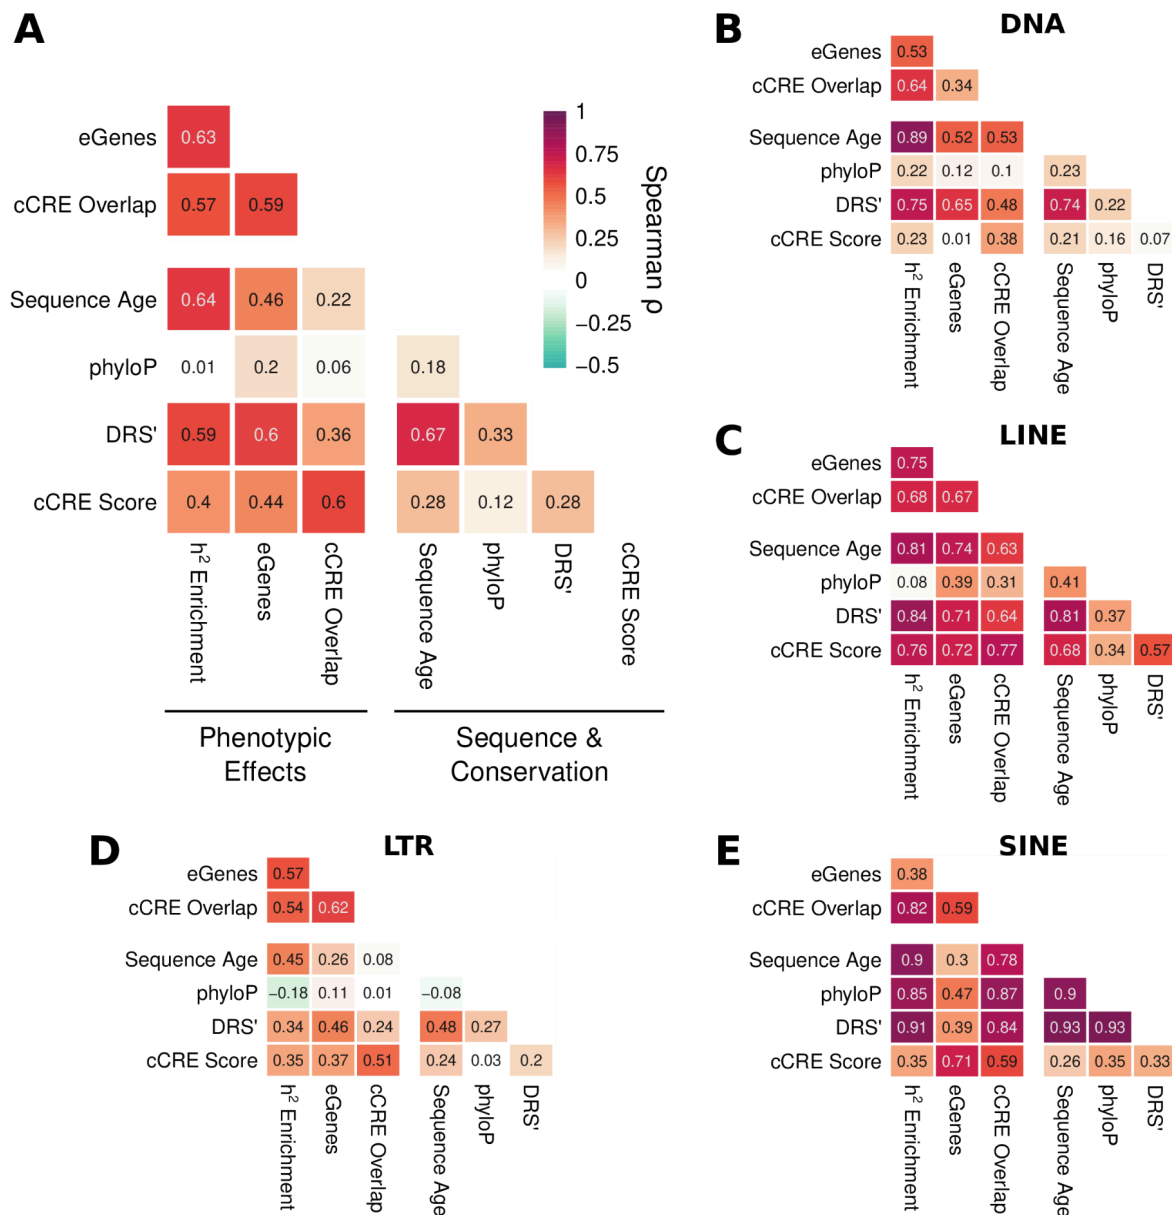 A
eGenes 0.63
cCRE Overlap 0.57 0.59
Sequence Age 0.64 0.46 0.22
phyloP 0.01 0.2 0.06 0.18
DRS' 0.59 0.6 0.36 0.67 0.33
cCRE Score 0.4 0.44 0.6 0.28 0.12 0.28
h² Enrichment
eGenes
cCRE Overlap
Sequence Age
phyloP
DRS'
cCRE Score
Phenotypic
Effects
Sequence &
Conservation
1
0.75
0.5
0.25
0
−0.25
−0.5
Spearman ρ
B
DNA
eGenes 0.53
cCRE Overlap 0.64 0.34
Sequence Age 0.89 0.52 0.53
phyloP 0.22 0.12 0.1 0.23
DRS' 0.75 0.65 0.48 0.74 0.22
cCRE Score 0.23 0.01 0.38 0.21 0.16 0.07
h² Enrichment
eGenes
cCRE Overlap
Sequence Age
phyloP
DRS'
C
LINE
eGenes 0.75
cCRE Overlap 0.68 0.67
Sequence Age 0.81 0.74 0.63
phyloP 0.08 0.39 0.31 0.41
DRS' 0.84 0.71 0.64 0.81 0.37
cCRE Score 0.76 0.72 0.77 0.68 0.34 0.57
h² Enrichment
eGenes
cCRE Overlap
Sequence Age
phyloP
DRS'
D
LTR
eGenes 0.57
cCRE Overlap 0.54 0.62
Sequence Age 0.45 0.26 0.08
phyloP −0.18 0.11 0.01 −0.08
DRS' 0.34 0.46 0.24 0.48 0.27
cCRE Score 0.35 0.37 0.51 0.24 0.03 0.2
h² Enrichment
eGenes
cCRE Overlap
Sequence Age
phyloP
DRS'
E
SINE
eGenes 0.38
cCRE Overlap 0.82 0.59
Sequence Age 0.9 0.3 0.78
phyloP 0.85 0.47 0.87 0.9
DRS' 0.91 0.39 0.84 0.93 0.93
cCRE Score 0.35 0.71 0.59 0.26 0.35 0.33
h² Enrichment
eGenes
cCRE Overlap
Sequence Age
phyloP
DRS'